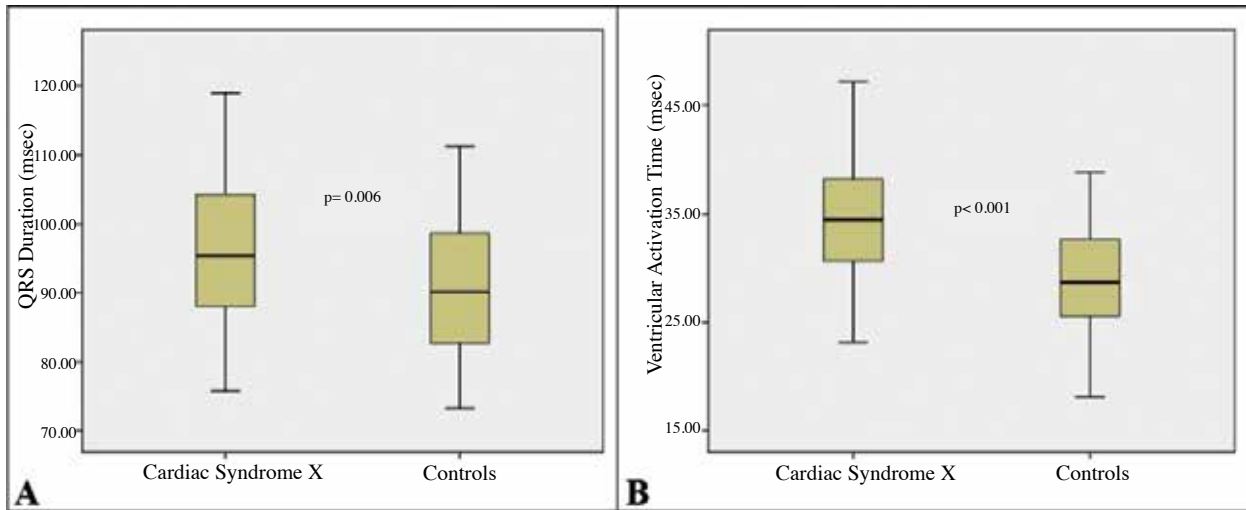 QRS Duration (msec)
120.00
110.00
100.00
90.00
80.00
70.00
p= 0.006
Cardiac Syndrome X
Controls
A
Ventricular Activation Time (msec)
45.00
35.00
25.00
15.00
p< 0.001
Cardiac Syndrome X
Controls
B